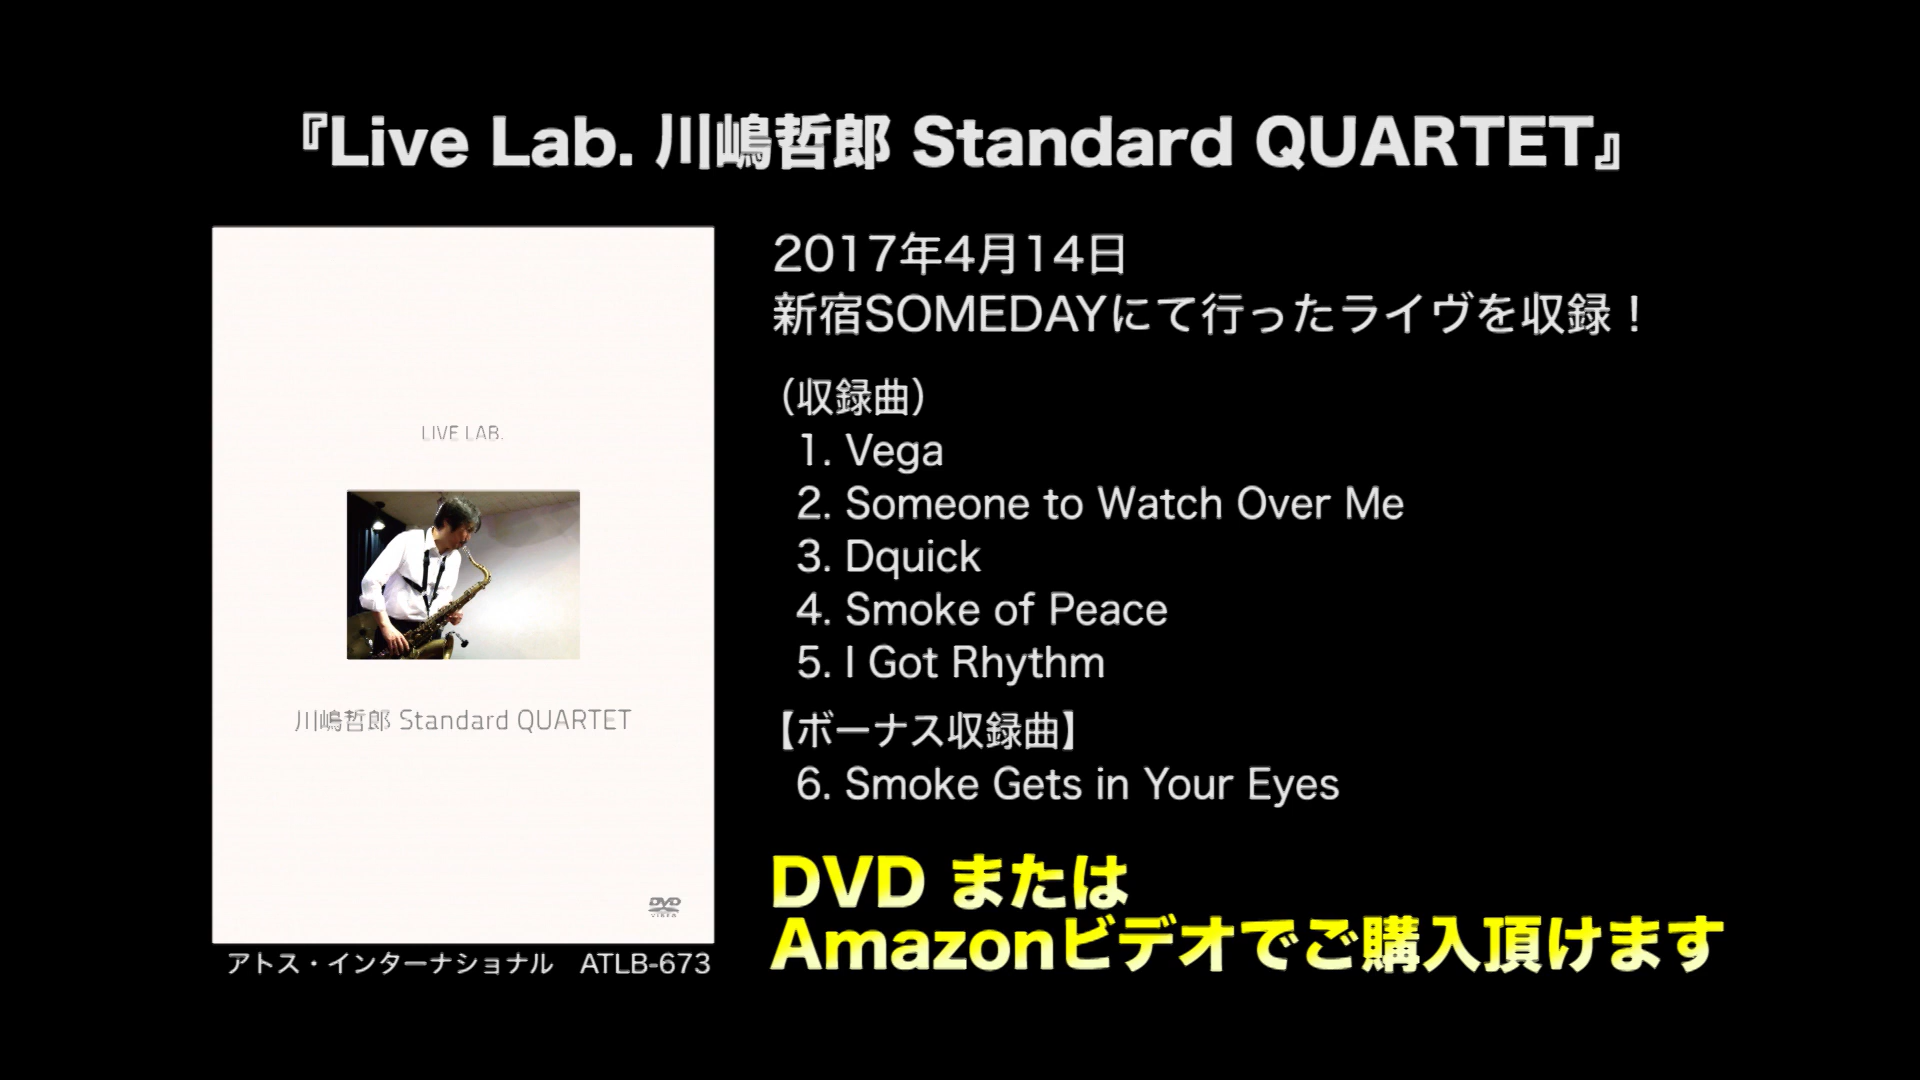 『Live Lab. 川嶋哲郎 Standard QUARTET』
LIVE LAB.
川嶋哲郎 Standard QUARTET
DVD
VIDEO
アトス・インターナショナル ATLB-673
2017年4月14日
新宿SOMEDAYにて行ったライヴを収録！
（収録曲）
1. Vega
2. Someone to Watch Over Me
3. Dquick
4. Smoke of Peace
5. I Got Rhythm
【ボーナス収録曲】
6. Smoke Gets in Your Eyes
DVD または
Amazonビデオでご購入頂けます